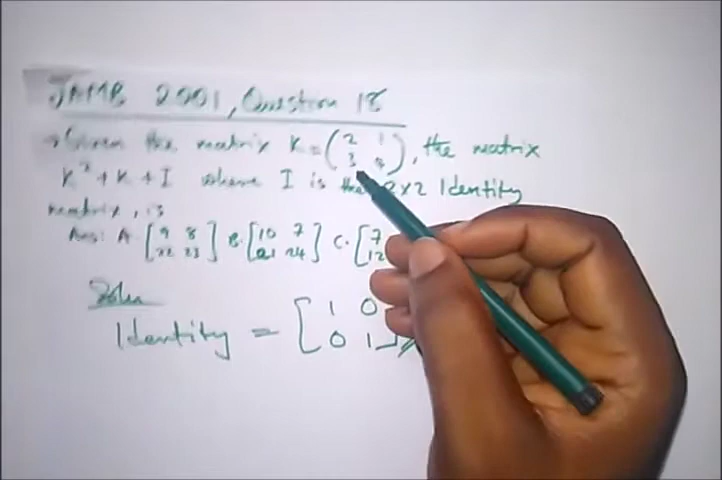 JAMB 2001, Question 18
→ Given the matrix K = ( 2 1 3 4 ), the matrix
K² + K + I where I is the 2x2 Identity
matrix, is
Ans: A. [ 9 8 22 23 ] B. [ 10 7 21 24 ] C. [ 7 12
Soln
Identity = [ 1 0 0 1 ]